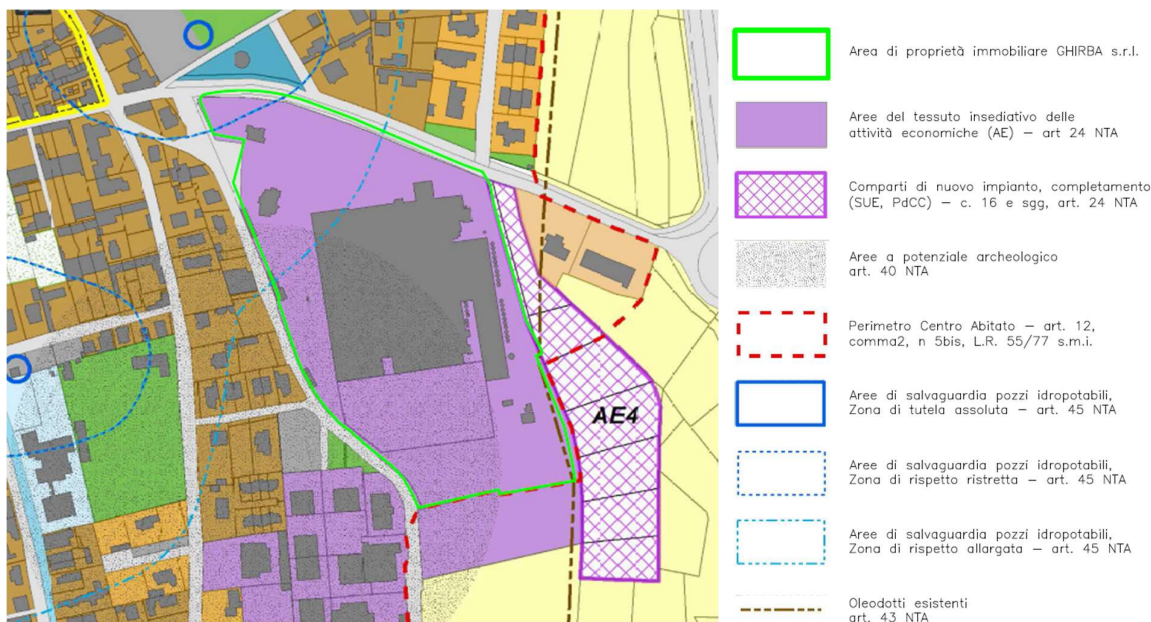 AE4
Area di proprietà immobiliare GHIRBA s.r.l.
Aree del tessuto insediativo delle
attività economiche (AE) – art 24 NTA
Comparti di nuovo impianto, completamento
(SUE, PdCC) – c. 16 e sgg, art. 24 NTA
Aree a potenziale archeologico
art. 40 NTA
Perimetro Centro Abitato – art. 12,
comma2, n 5bis, L.R. 55/77 s.m.i.
Aree di salvaguardia pozzi idropotabili,
Zona di tutela assoluta – art. 45 NTA
Aree di salvaguardia pozzi idropotabili,
Zona di rispetto ristretta – art. 45 NTA
Aree di salvaguardia pozzi idropotabili,
Zona di rispetto allargata – art. 45 NTA
Oleodotti esistenti
art. 43 NTA